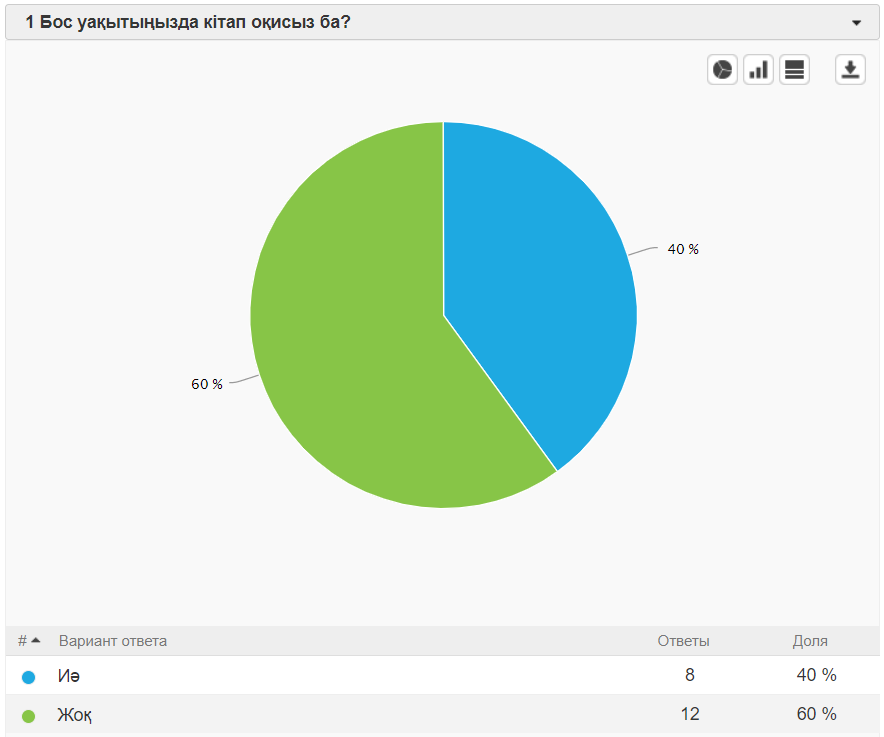 1 Бос уақытыңызда кітап оқисыз ба?
40 %
60 %
# Вариант ответа Ответы Доля
Иә 8 40 %
Жоқ 12 60 %